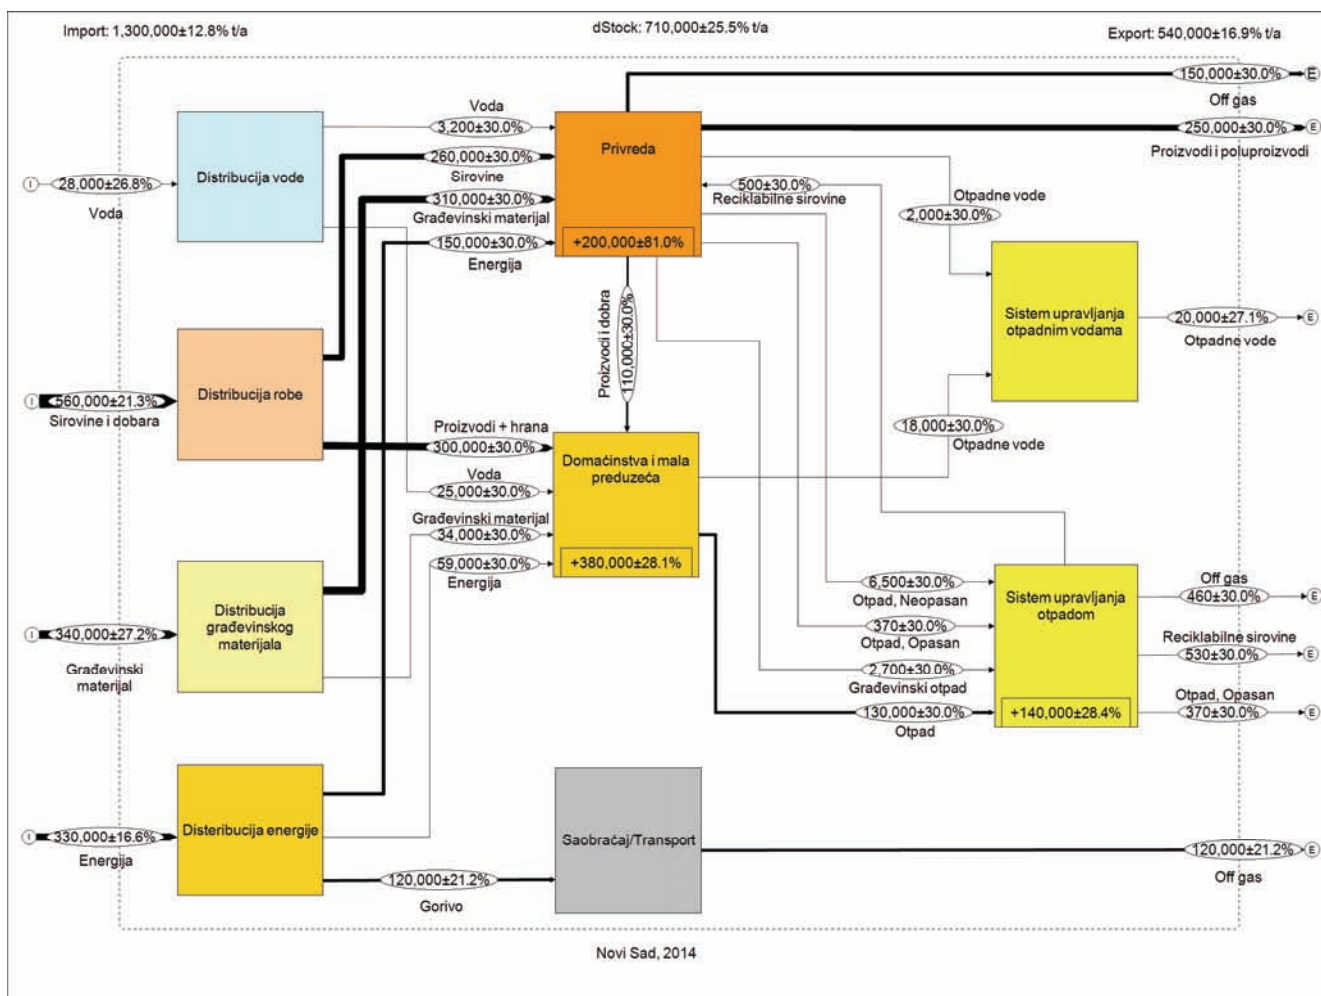 Import: 1,300,000±12.8% t/a
dStock: 710,000±25.5% t/a
Export: 540,000±16.9% t/a
150,000±30.0%
E
Off gas
Voda
3,200±30.0%
Privreda
250,000±30.0%
E
Proizvodi i poluproizvodi
260,000±30.0%
Sirovine
Distribucija vode
I
28,000±26.8%
Voda
310,000±30.0%
Građevinski materijal
500±30.0%
Reciklabilne sirovine
Otpadne vode
2,000±30.0%
150,000±30.0%
Energija
+200,000±81.0%
Proizvodi i dobra
110,000±30.0%
Sistem upravljanja
otpadnim vodama
20,000±27.1%
E
Otpadne vode
Distribucija robe
I
560,000±21.3%
Sirovine i dobara
Proizvodi + hrana
300,000±30.0%
18,000±30.0%
Otpadne vode
Domaćinstva i mala
preduzeća
Voda
25,000±30.0%
Građevinski materijal
34,000±30.0%
59,000±30.0%
Energija
+380,000±28.1%
6,500±30.0%
Otpad, Neopasan
370±30.0%
Otpad, Opasan
2,700±30.0%
Građevinski otpad
130,000±30.0%
Otpad
Sistem upravljanja
otpadom
+140,000±28.4%
Off gas
460±30.0%
E
Reciklabilne sirovine
530±30.0%
E
Otpad, Opasan
370±30.0%
E
Distribucija
građevinskog
materijala
I
340,000±27.2%
Građevinski
materijal
Disteribucija energije
I
330,000±16.6%
Energija
120,000±21.2%
Gorivo
Saobraćaj/Transport
120,000±21.2%
E
Off gas
Novi Sad, 2014